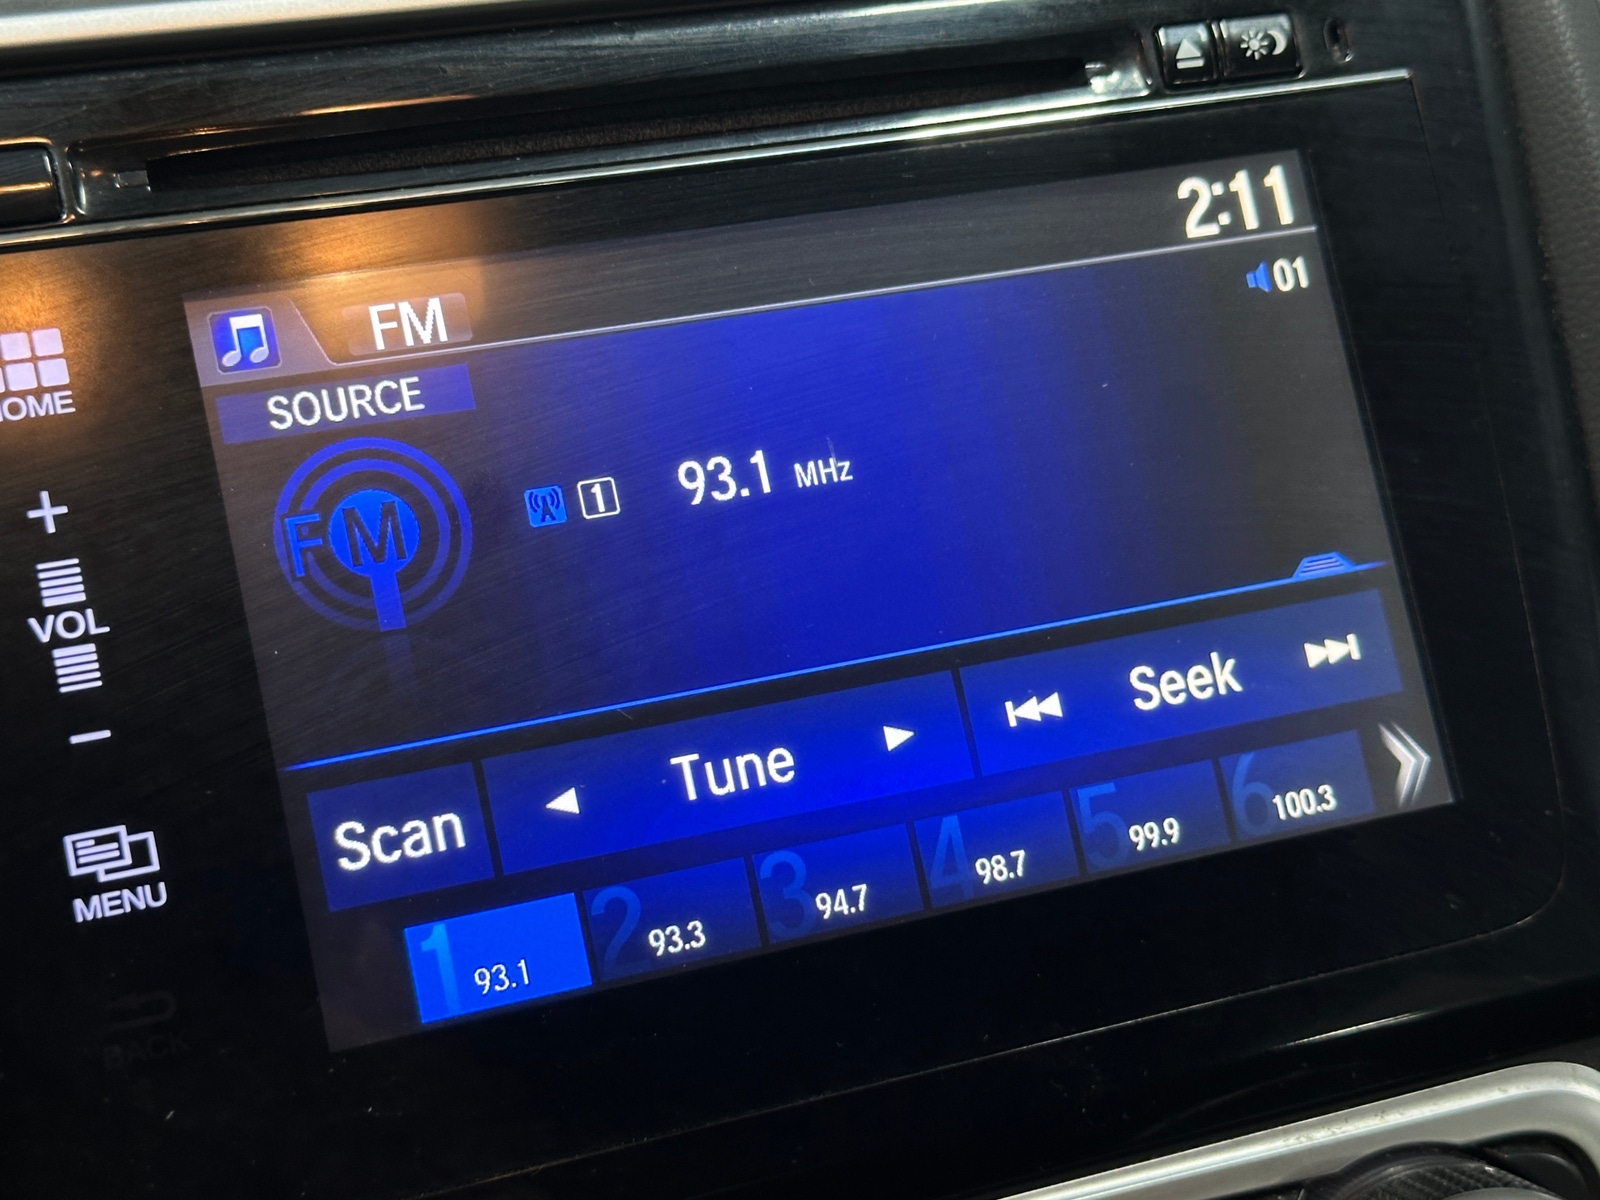 2:11
01
FM
SOURCE
FM
1
93.1 MHz
HOME
+
VOL
-
MENU
BACK
Scan
Tune
Seek
1 93.1
2 93.3
3 94.7
4 98.7
5 99.9
6 100.3